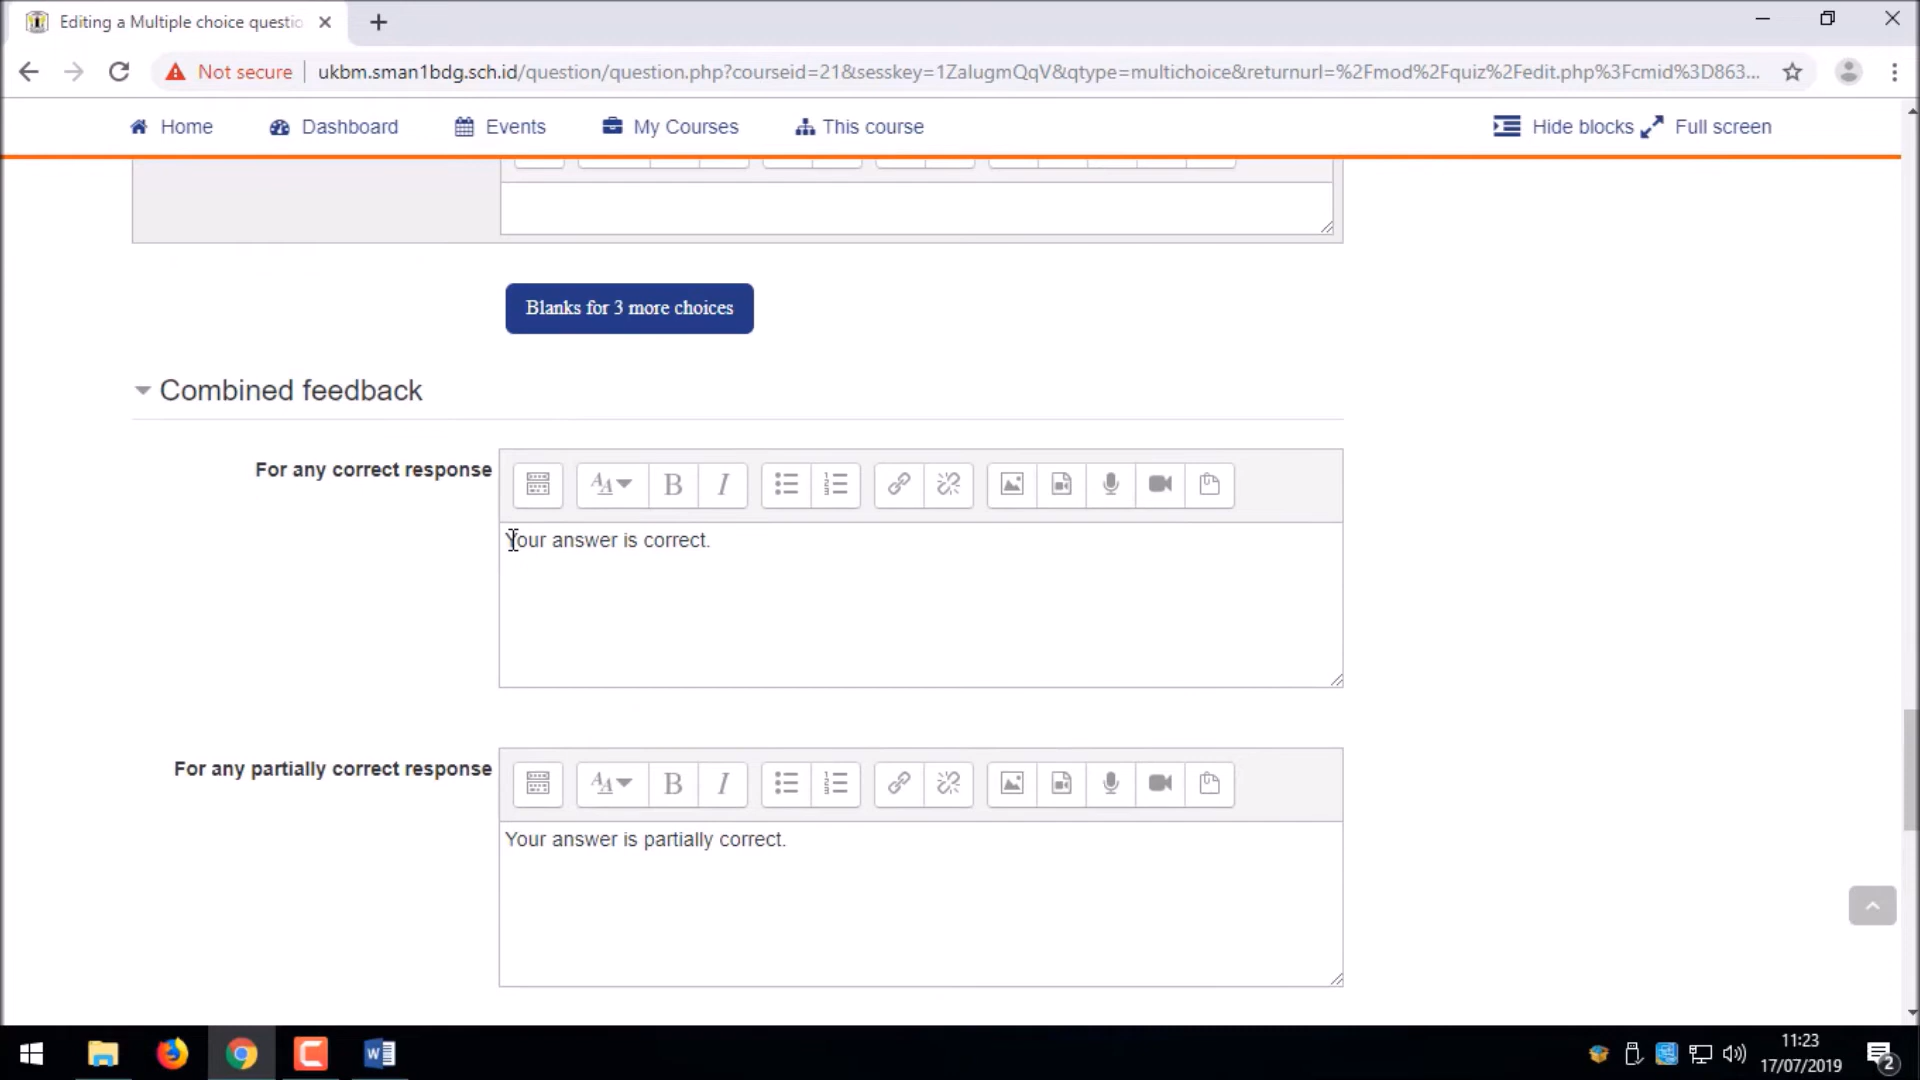 Editing a Multiple choice questio
Not secure
ukbm.sman1bdg.sch.id/question/question.php?courseid=21&sesskey=1ZalugmQqV&qtype=multichoice&returnurl=%2Fmod%2Fquiz%2Fedit.php%3Fcmid%3D863...
Home Dashboard Events My Courses This course Hide blocks Full screen
Blanks for 3 more choices
Combined feedback
For any correct response
B I
Your answer is correct.
For any partially correct response
B I
Your answer is partially correct.
11:23
17/07/2019
2